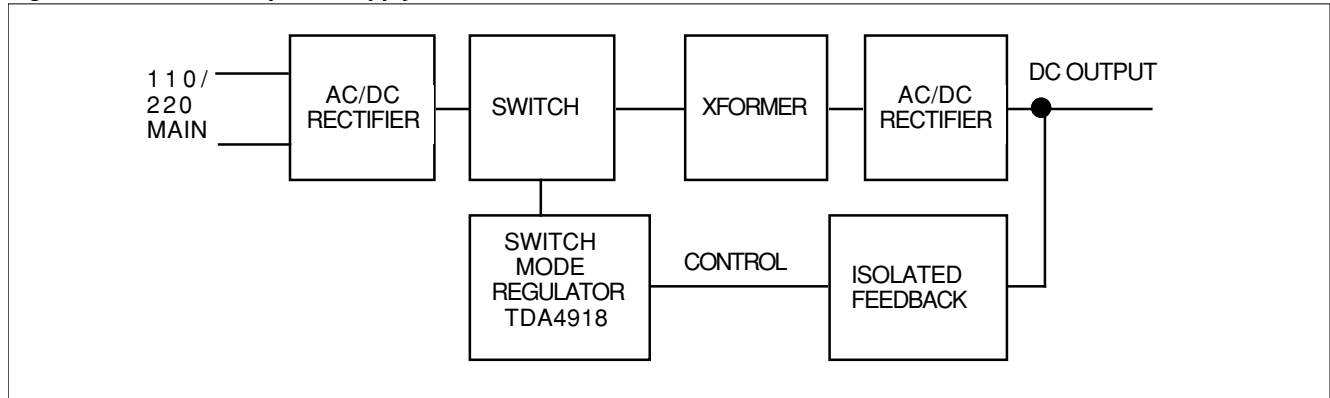 110/
220
MAIN
AC/DC
RECTIFIER
SWITCH
XFORMER
AC/DC
RECTIFIER
DC OUTPUT
SWITCH
MODE
REGULATOR
TDA4918
CONTROL
ISOLATED
FEEDBACK